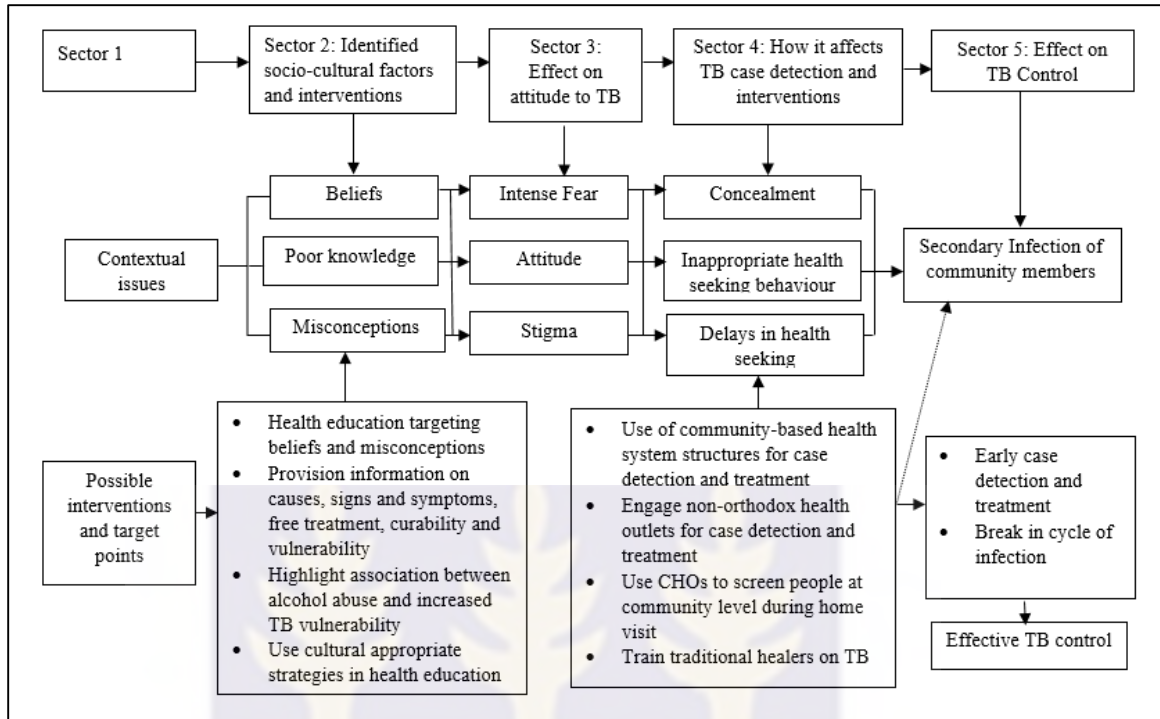 Sector 1
Sector 2: Identified
socio-cultural factors
and interventions
Sector 3:
Effect on
attitude to TB
Sector 4: How it affects
TB case detection and
interventions
Sector 5: Effect on
TB Control
Contextual
issues
Beliefs
Poor knowledge
Misconceptions
Intense Fear
Attitude
Stigma
Concealment
Inappropriate health
seeking behaviour
Delays in health
seeking
Secondary Infection of
community members
Possible
interventions
and target
points
• Health education targeting
beliefs and misconceptions
• Provision information on
causes, signs and symptoms,
free treatment, curability and
vulnerability
• Highlight association between
alcohol abuse and increased
TB vulnerability
• Use cultural appropriate
strategies in health education
• Use of community-based health
system structures for case
detection and treatment
• Engage non-orthodox health
outlets for case detection and
treatment
• Use CHOs to screen people at
community level during home
visit
• Train traditional healers on TB
• Early case
detection and
treatment
• Break in cycle of
infection
Effective TB control